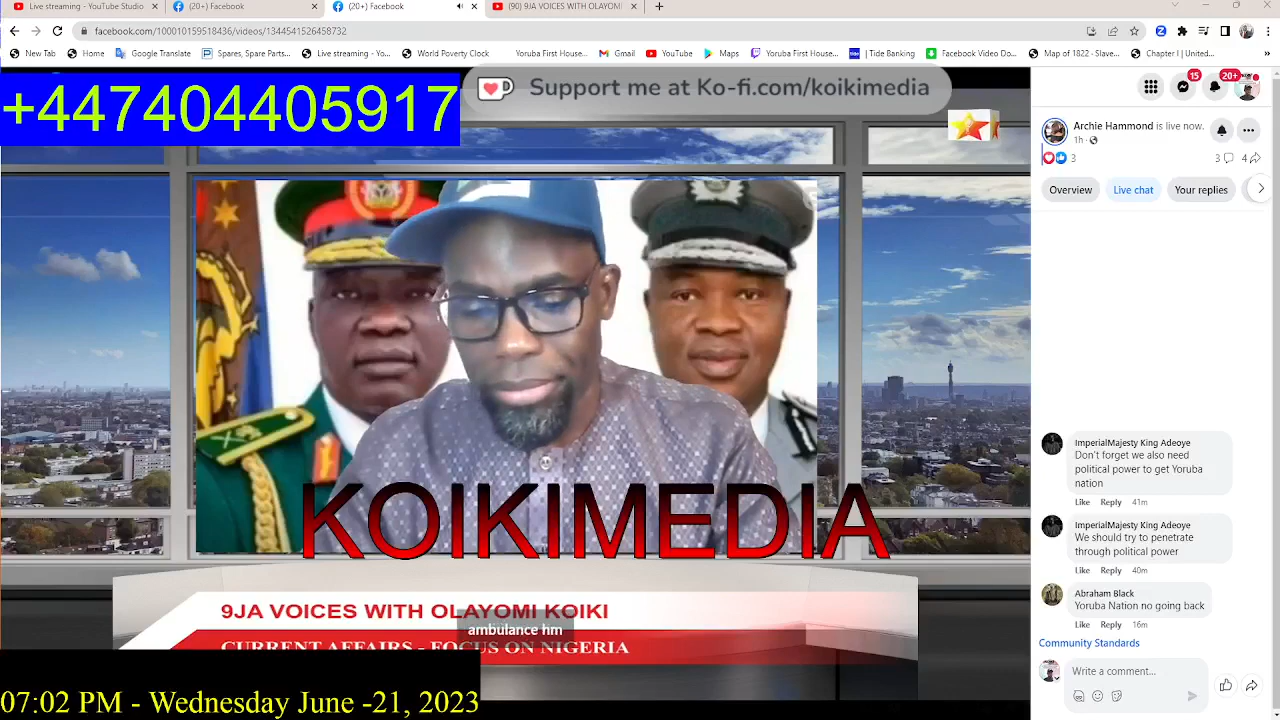 Live streaming - YouTube Studio
(20+) Facebook
(20+) Facebook
(90) 9JA VOICES WITH OLAYOMI
facebook.com/100010159518436/videos/1344541526458732
New Tab
Home
Google Translate
Spares, Spare Parts...
Live streaming - Yo...
World Poverty Clock
Yoruba First House...
Gmail
YouTube
Maps
Yoruba First House...
| Tide Banking
Facebook Video Do...
Map of 1822 - Slave...
Chapter I | United...
+447404405917
Support me at Ko-fi.com/koikimedia
15
20+
Archie Hammond is live now.
1h
3
3
4
Overview
Live chat
Your replies
ImperialMajesty King Adeoye
Don't forget we also need
political power to get Yoruba
nation
Like Reply 41m
ImperialMajesty King Adeoye
We should try to penetrate
through political power
Like Reply 40m
Abraham Black
Yoruba Nation no going back
Like Reply 16m
Community Standards
Write a comment...
KOIKIMEDIA
9JA VOICES WITH OLAYOMI KOIKI
ambulance hm
CURRENT AFFAIRS - FOCUS ON NIGERIA
07:02 PM - Wednesday June -21, 2023